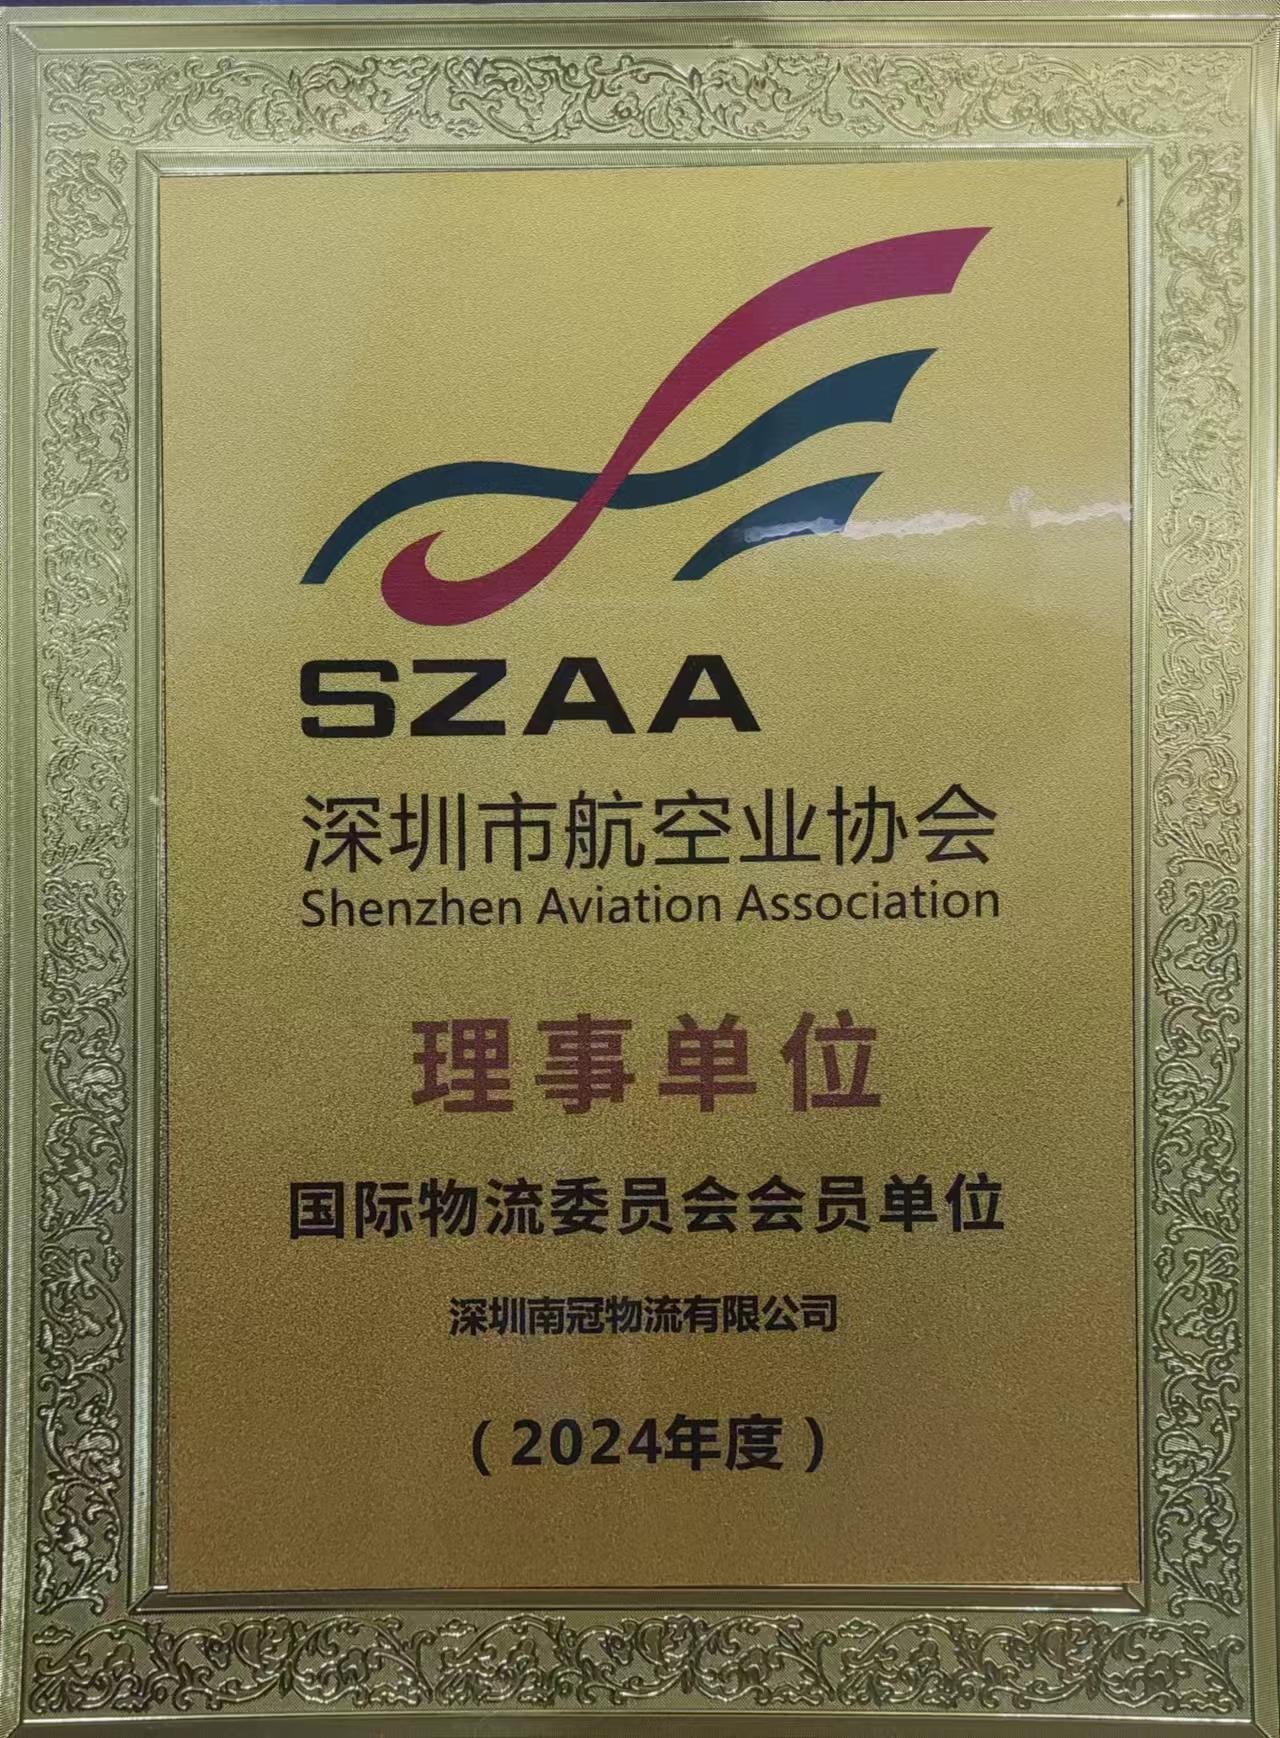 SZAA
深圳市航空业协会
Shenzhen Aviation Association
理事单位
国际物流委员会会员单位
深圳南冠物流有限公司
（2024年度）